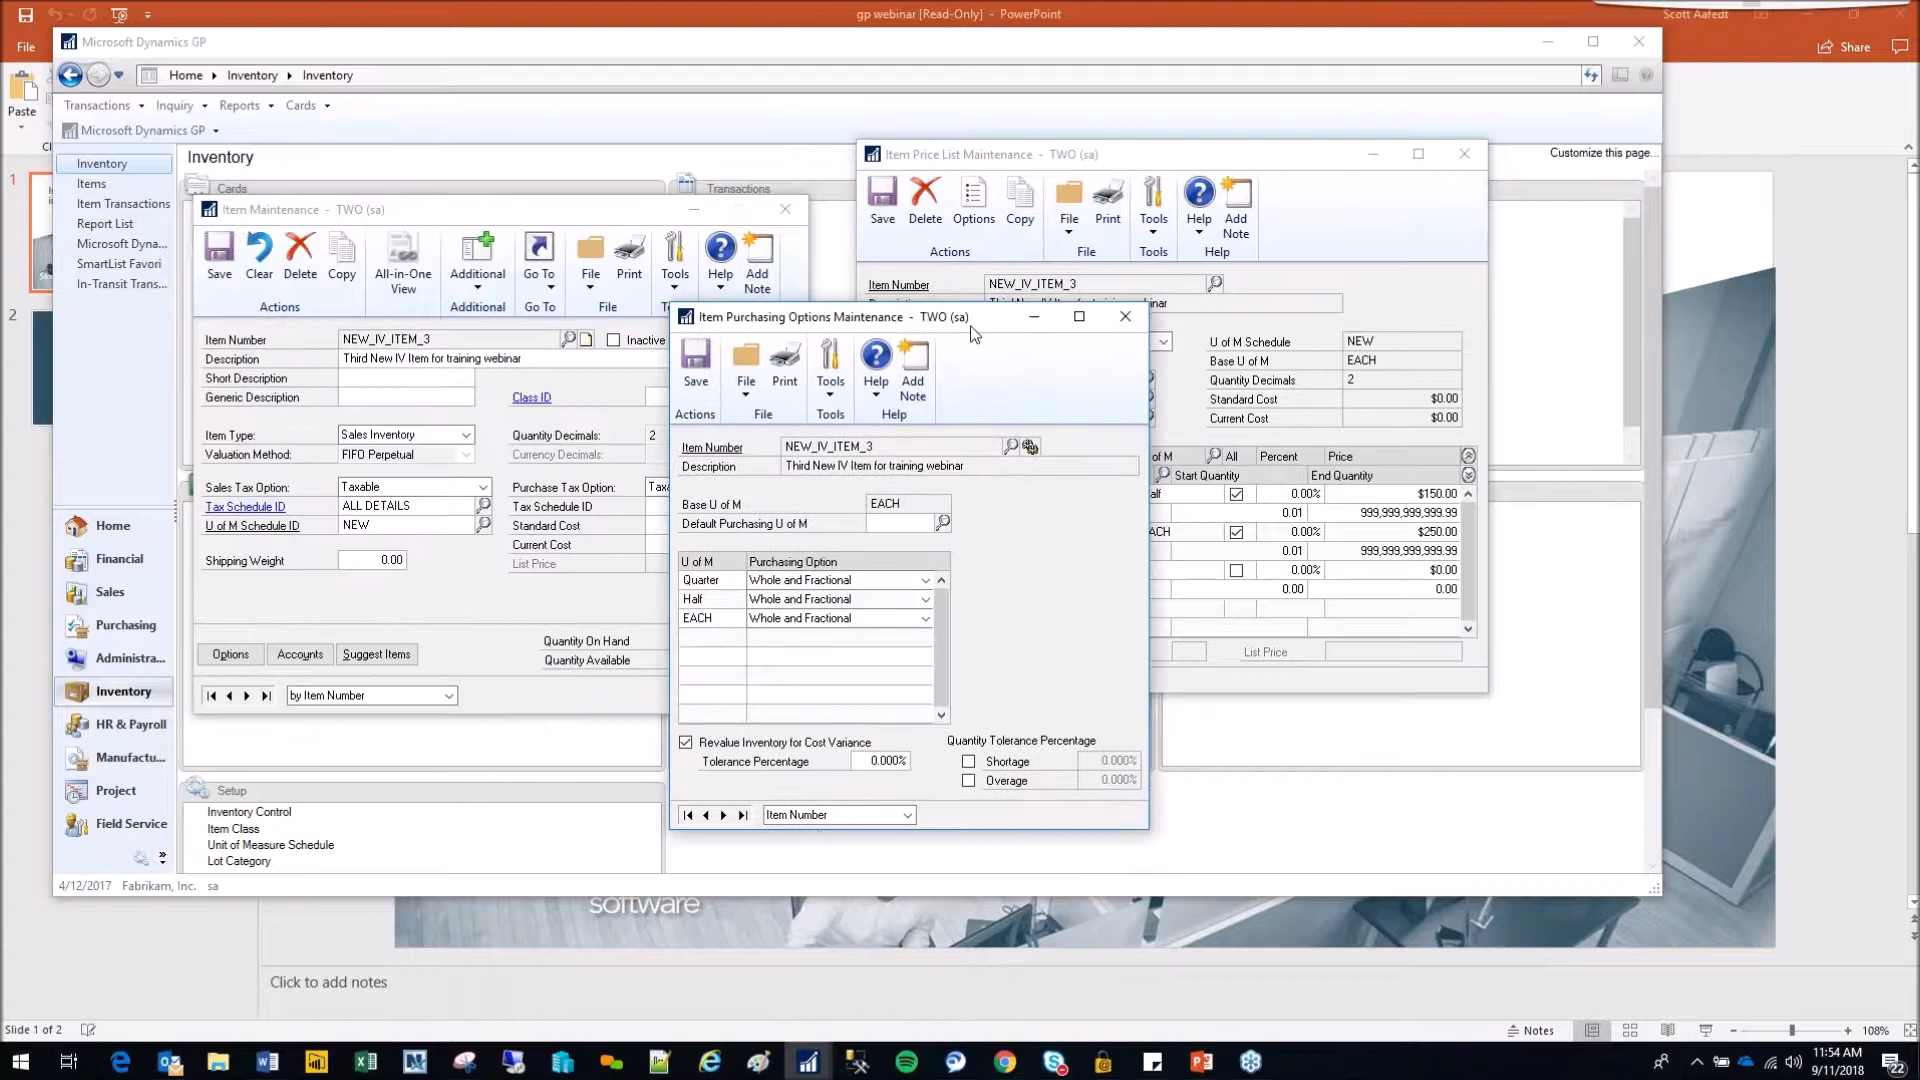 gp webinar [Read-Only] - PowerPoint
Scott Aafedt
File
Share
Paste
Microsoft Dynamics GP
Home Inventory Inventory
Transactions Inquiry Reports Cards
Microsoft Dynamics GP
Inventory
Items
Item Transactions
Report List
Microsoft Dyna...
SmartList Favori
In-Transit Trans...
Home
Financial
Sales
Purchasing
Administra...
Inventory
HR & Payroll
Manufactu...
Project
Field Service
Inventory
Customize this page...
Cards
Transactions
Item Maintenance - TWO (sa)
Save Clear Delete Copy
All-in-One View
Additional
Go To
File Print
Tools
Help Add Note
Actions
Additional
Go To
File
Item Number NEW_IV_ITEM_3 Inactive
Description Third New IV Item for training webinar
Short Description
Generic Description
Class ID
Item Type: Sales Inventory Quantity Decimals: 2
Valuation Method: FIFO Perpetual Currency Decimals:
Sales Tax Option: Taxable Purchase Tax Option: Taxa
Tax Schedule ID ALL DETAILS Tax Schedule ID
U of M Schedule ID NEW Standard Cost
Current Cost
Shipping Weight 0.00 List Price
Quantity On Hand
Quantity Available
Options Accounts Suggest Items
by Item Number
Setup
Inventory Control
Item Class
Unit of Measure Schedule
Lot Category
4/12/2017 Fabrikam, Inc. sa
Item Price List Maintenance - TWO (sa)
Save Delete Options Copy
File Print
Tools
Help Add Note
Actions File Tools Help
Item Number NEW_IV_ITEM_3
U of M Schedule NEW
Base U of M EACH
Quantity Decimals 2
Standard Cost $0.00
Current Cost $0.00
of M All Percent Price
Start Quantity End Quantity
alf 0.00% $150.00
0.01 999,999,999,999.99
ACH 0.00% $250.00
0.01 999,999,999,999.99
0.00% $0.00
0.00 0.00
List Price
Item Purchasing Options Maintenance - TWO (sa)
Save
File Print
Tools
Help Add Note
Actions File Tools Help
Item Number NEW_IV_ITEM_3
Description Third New IV Item for training webinar
Base U of M EACH
Default Purchasing U of M
U of M Purchasing Option
Quarter Whole and Fractional
Half Whole and Fractional
EACH Whole and Fractional
Revalue Inventory for Cost Variance
Tolerance Percentage 0.000%
Quantity Tolerance Percentage
Shortage 0.000%
Overage 0.000%
Item Number
1
2
software
Click to add notes
Slide 1 of 2
Notes
108%
11:54 AM
9/11/2018
22